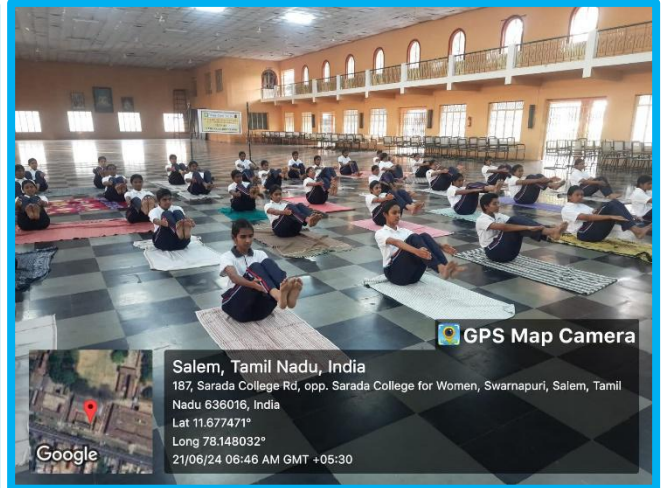 GPS Map Camera
Salem, Tamil Nadu, India
187, Sarada College Rd, opp. Sarada College for Women, Swarnapuri, Salem, Tamil
Nadu 636016, India
Lat 11.677471°
Long 78.148032°
21/06/24 06:46 AM GMT +05:30
Google